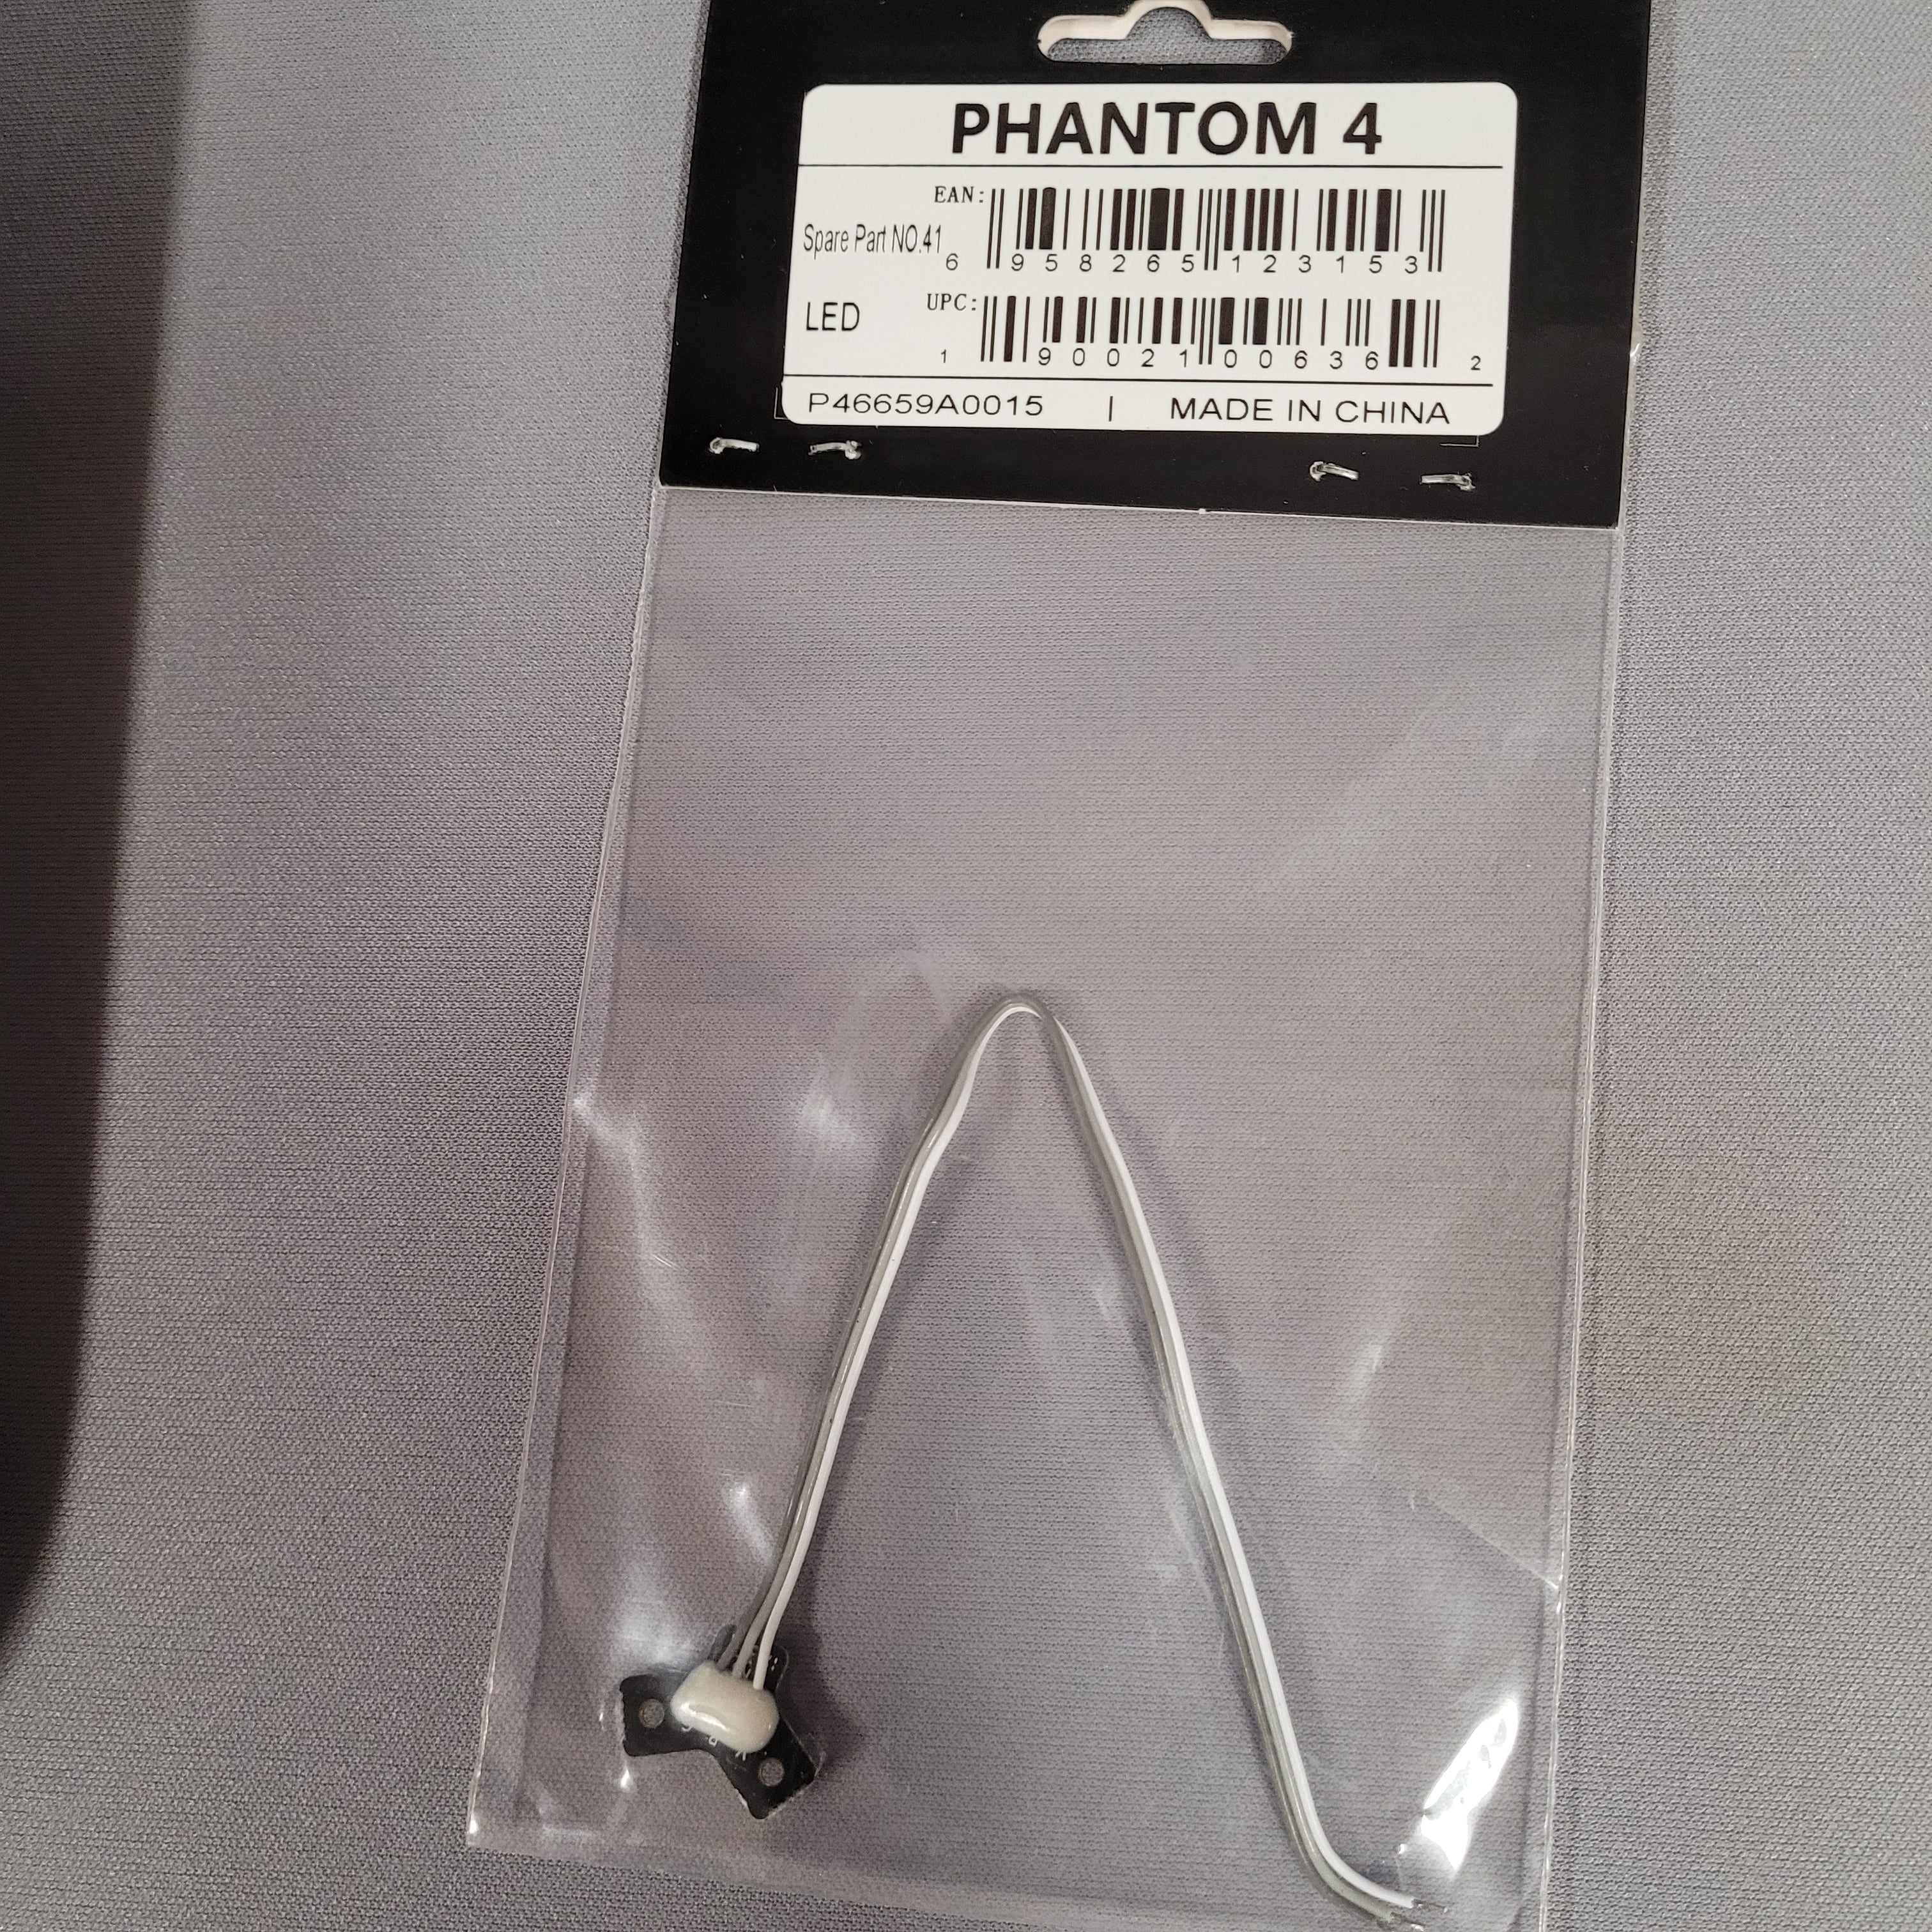 PHANTOM 4
EAN:
Spare Part NO.41
6 958265 123153
LED
UPC:
1 90021 00636 2
P46659A0015 | MADE IN CHINA